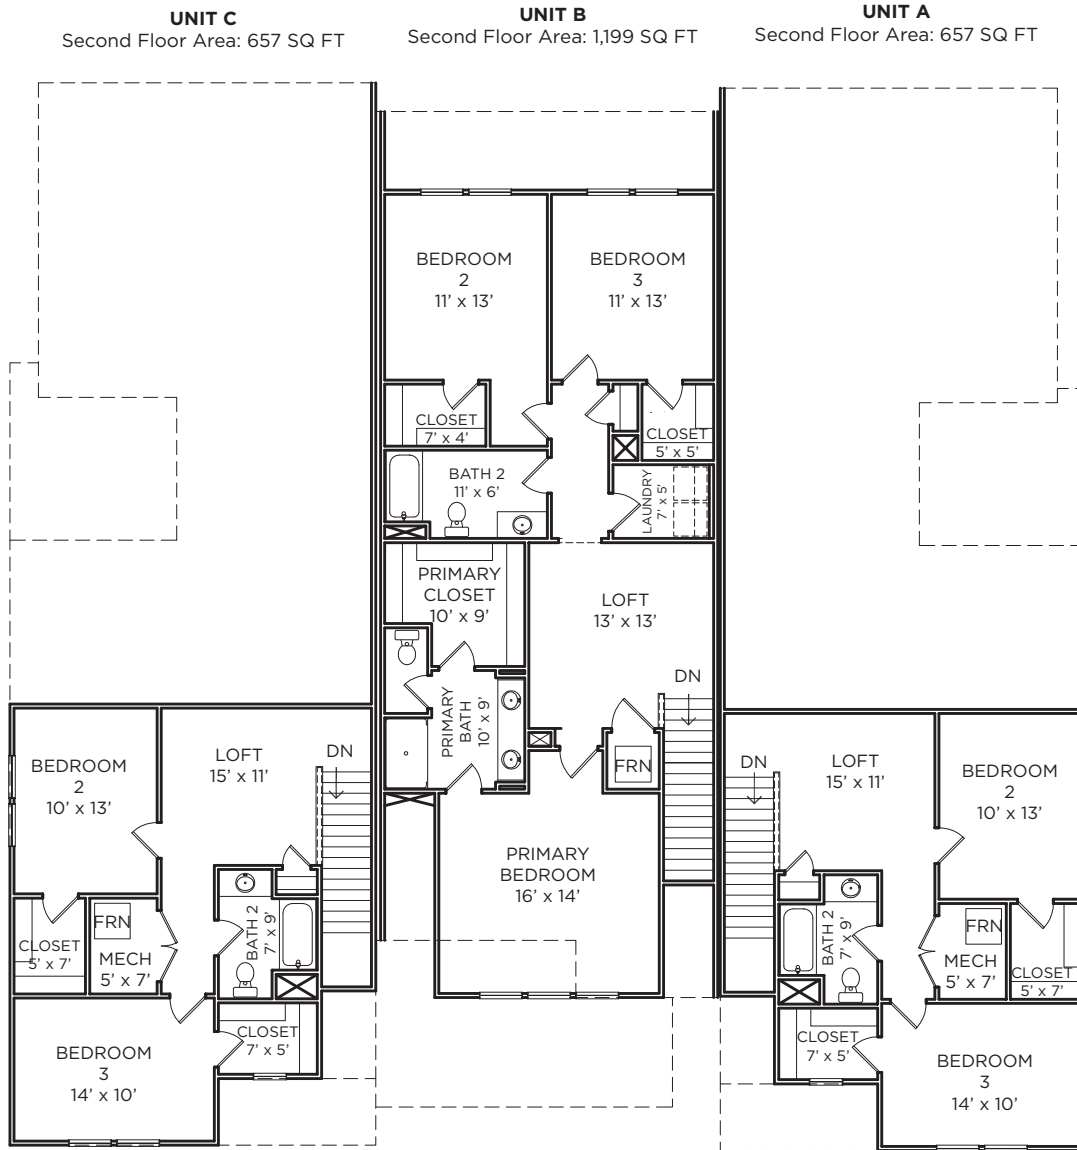 UNIT C
Second Floor Area: 657 SQ FT
UNIT B
Second Floor Area: 1,199 SQ FT
UNIT A
Second Floor Area: 657 SQ FT
BEDROOM
2
11' x 13'
BEDROOM
3
11' x 13'
CLOSET
7' x 4'
CLOSET
5' x 5'
BATH 2
11' x 6'
LAUNDRY
7' x 5'
PRIMARY
CLOSET
10' x 9'
LOFT
13' x 13'
DN
PRIMARY
BATH
10' x 9'
FRN
PRIMARY
BEDROOM
16' x 14'
BEDROOM
2
10' x 13'
LOFT
15' x 11'
DN
FRN
CLOSET
5' x 7'
MECH
5' x 7'
BATH 2
7' x 9'
CLOSET
7' x 5'
BEDROOM
3
14' x 10'
DN
LOFT
15' x 11'
BEDROOM
2
10' x 13'
BATH 2
7' x 9'
FRN
MECH
5' x 7'
CLOSET
5' x 7'
CLOSET
7' x 5'
BEDROOM
3
14' x 10'